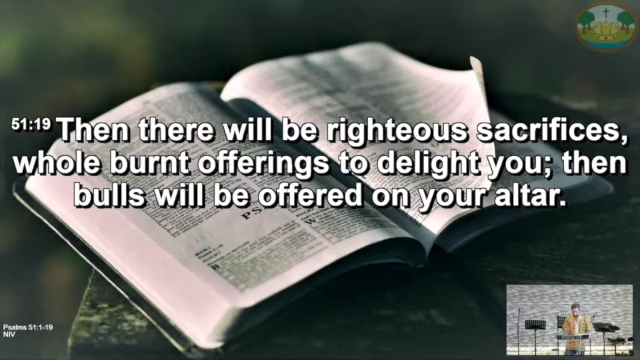 51:19 Then there will be righteous sacrifices,
whole burnt offerings to delight you; then
bulls will be offered on your altar.
Psalms 51:1-19
NIV